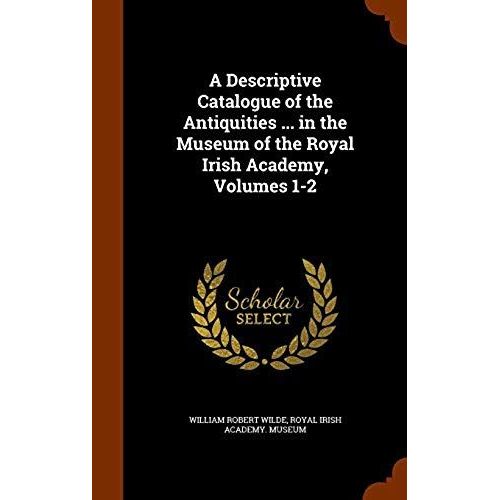 A Descriptive
Catalogue of the
Antiquities ... in the
Museum of the Royal
Irish Academy,
Volumes 1-2
Scholar
SELECT
WILLIAM ROBERT WILDE, ROYAL IRISH
ACADEMY. MUSEUM